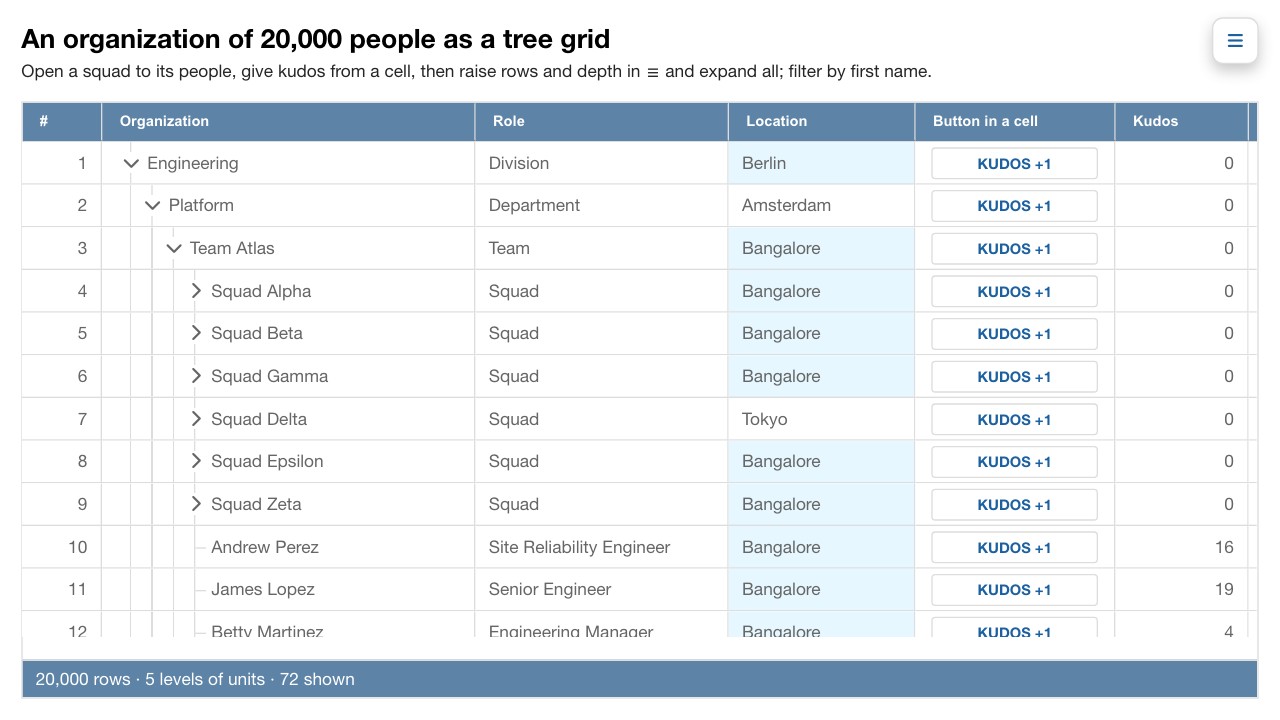 An organization of 20,000 people as a tree grid
Open a squad to its people, give kudos from a cell, then raise rows and depth in ≡ and expand all; filter by first name.
# Organization Role Location Button in a cell Kudos
1 Engineering Division Berlin KUDOS +1 0
2 Platform Department Amsterdam KUDOS +1 0
3 Team Atlas Team Bangalore KUDOS +1 0
4 Squad Alpha Squad Bangalore KUDOS +1 0
5 Squad Beta Squad Bangalore KUDOS +1 0
6 Squad Gamma Squad Bangalore KUDOS +1 0
7 Squad Delta Squad Tokyo KUDOS +1 0
8 Squad Epsilon Squad Bangalore KUDOS +1 0
9 Squad Zeta Squad Bangalore KUDOS +1 0
10 Andrew Perez Site Reliability Engineer Bangalore KUDOS +1 16
11 James Lopez Senior Engineer Bangalore KUDOS +1 19
12 Betty Martinez Engineering Manager Bangalore KUDOS +1 4
20,000 rows · 5 levels of units · 72 shown